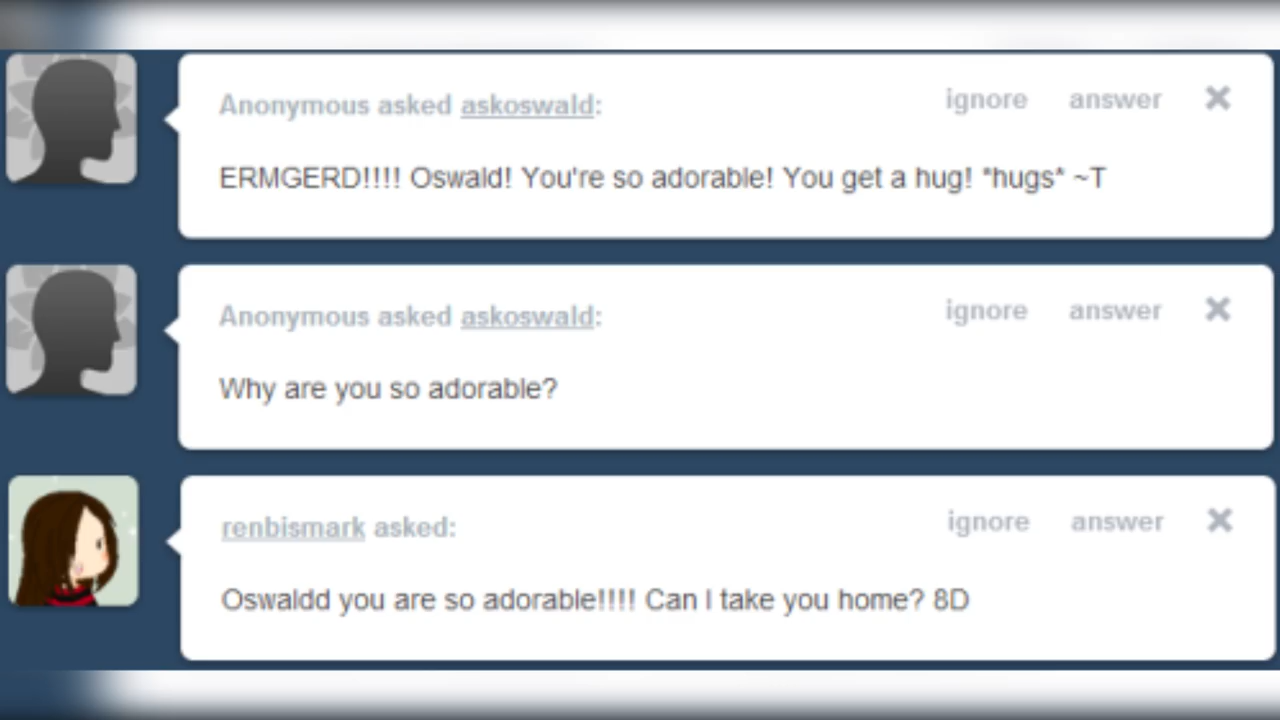 Anonymous asked askoswald:
ignore answer ×
ERMGERD!!!! Oswald! You're so adorable! You get a hug! *hugs* ~T
Anonymous asked askoswald:
ignore answer ×
Why are you so adorable?
renbismark asked:
ignore answer ×
Oswaldd you are so adorable!!!! Can I take you home? 8D